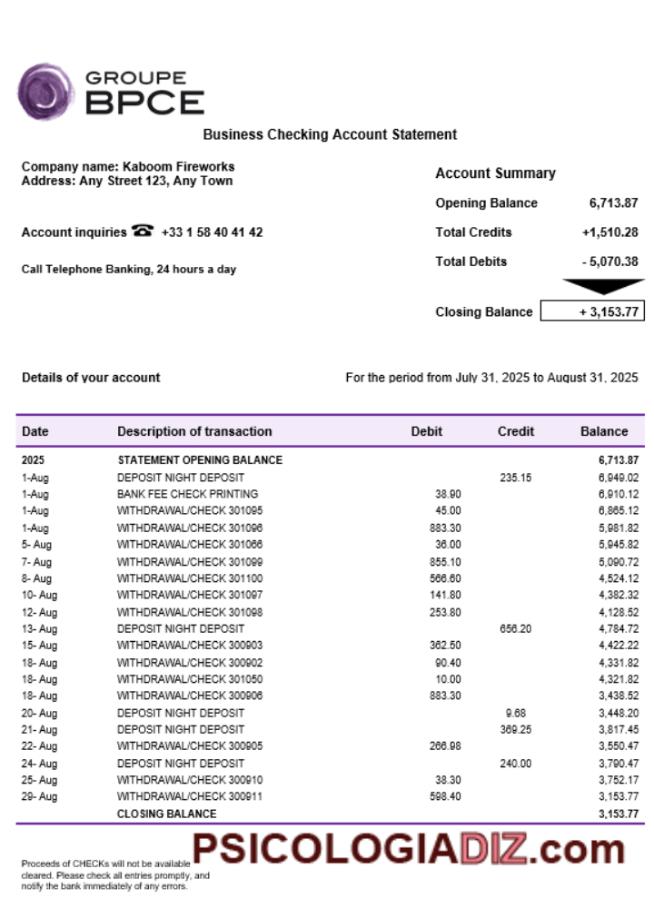 GROUPE
BPCE
Business Checking Account Statement
Company name: Kaboom Fireworks
Address: Any Street 123, Any Town
Account inquiries ☎ +33 1 58 40 41 42
Call Telephone Banking, 24 hours a day
Account Summary
Opening Balance 6,713.87
Total Credits +1,510.28
Total Debits - 5,070.38
Closing Balance + 3,153.77
Details of your account For the period from July 31, 2025 to August 31, 2025
Date Description of transaction Debit Credit Balance
2025 STATEMENT OPENING BALANCE 6,713.87
1-Aug DEPOSIT NIGHT DEPOSIT 235.15 6,949.02
1-Aug BANK FEE CHECK PRINTING 38.90 6,910.12
1-Aug WITHDRAWAL/CHECK 301095 45.00 6,865.12
1-Aug WITHDRAWAL/CHECK 301096 883.30 5,981.82
5- Aug WITHDRAWAL/CHECK 301066 36.00 5,945.82
7- Aug WITHDRAWAL/CHECK 301099 855.10 5,090.72
8- Aug WITHDRAWAL/CHECK 301100 566.60 4,524.12
10- Aug WITHDRAWAL/CHECK 301097 141.80 4,382.32
12- Aug WITHDRAWAL/CHECK 301098 253.80 4,128.52
13- Aug DEPOSIT NIGHT DEPOSIT 656.20 4,784.72
15- Aug WITHDRAWAL/CHECK 300903 362.50 4,422.22
18- Aug WITHDRAWAL/CHECK 300902 90.40 4,331.82
18- Aug WITHDRAWAL/CHECK 301050 10.00 4,321.82
18- Aug WITHDRAWAL/CHECK 300906 883.30 3,438.52
20- Aug DEPOSIT NIGHT DEPOSIT 9.68 3,448.20
21- Aug DEPOSIT NIGHT DEPOSIT 369.25 3,817.45
22- Aug WITHDRAWAL/CHECK 300905 266.98 3,550.47
24- Aug DEPOSIT NIGHT DEPOSIT 240.00 3,790.47
25- Aug WITHDRAWAL/CHECK 300910 38.30 3,752.17
29- Aug WITHDRAWAL/CHECK 300911 598.40 3,153.77
CLOSING BALANCE 3,153.77
PSICOLOGIADIZ.com
Proceeds of CHECKs will not be available
cleared. Please check all entries promptly, and
notify the bank immediately of any errors.